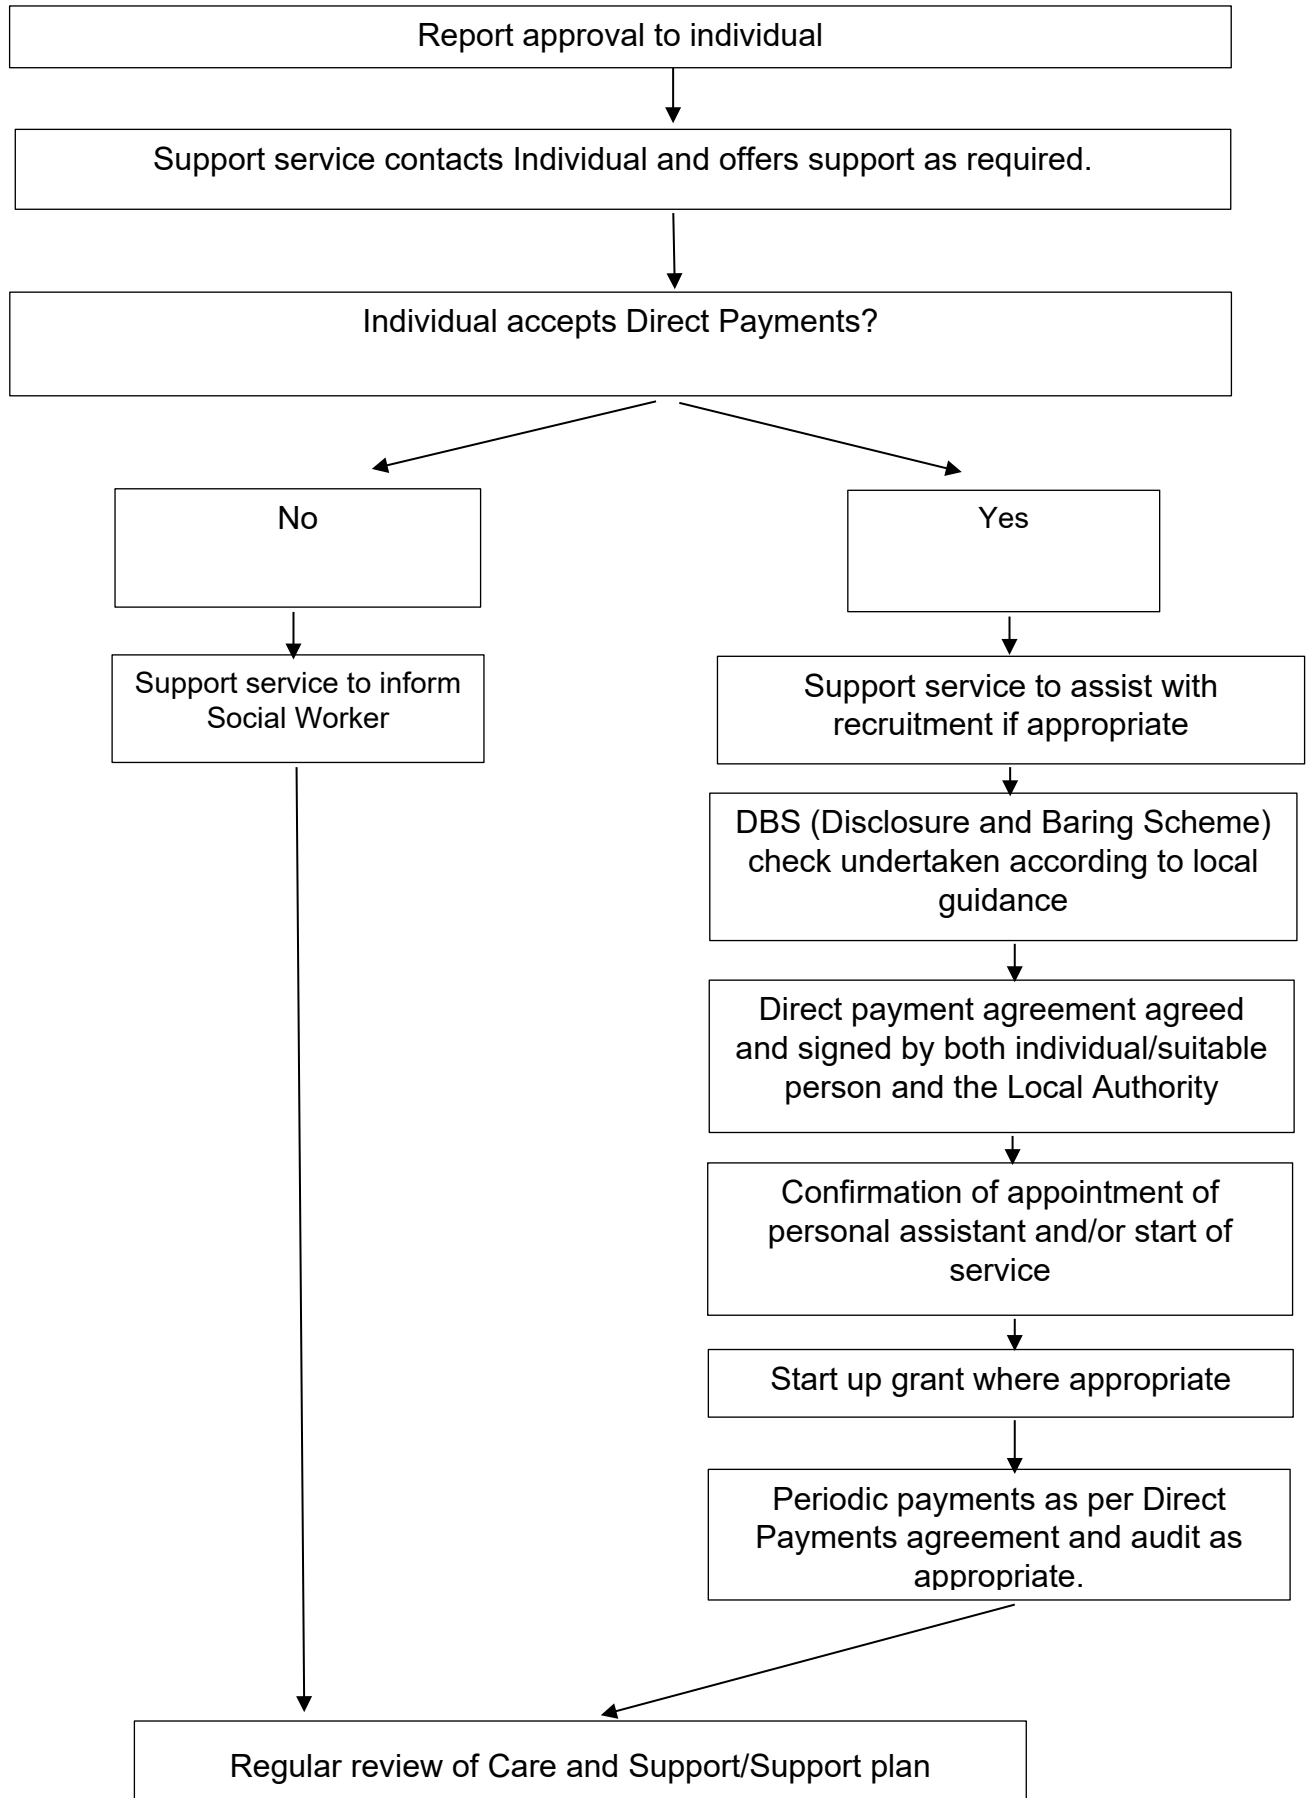 Report approval to individual
Support service contacts Individual and offers support as required.
Individual accepts Direct Payments?
No
Yes
Support service to inform
Social Worker
Support service to assist with
recruitment if appropriate
DBS (Disclosure and Baring Scheme)
check undertaken according to local
guidance
Direct payment agreement agreed
and signed by both individual/suitable
person and the Local Authority
Confirmation of appointment of
personal assistant and/or start of
service
Start up grant where appropriate
Periodic payments as per Direct
Payments agreement and audit as
appropriate.
Regular review of Care and Support/Support plan